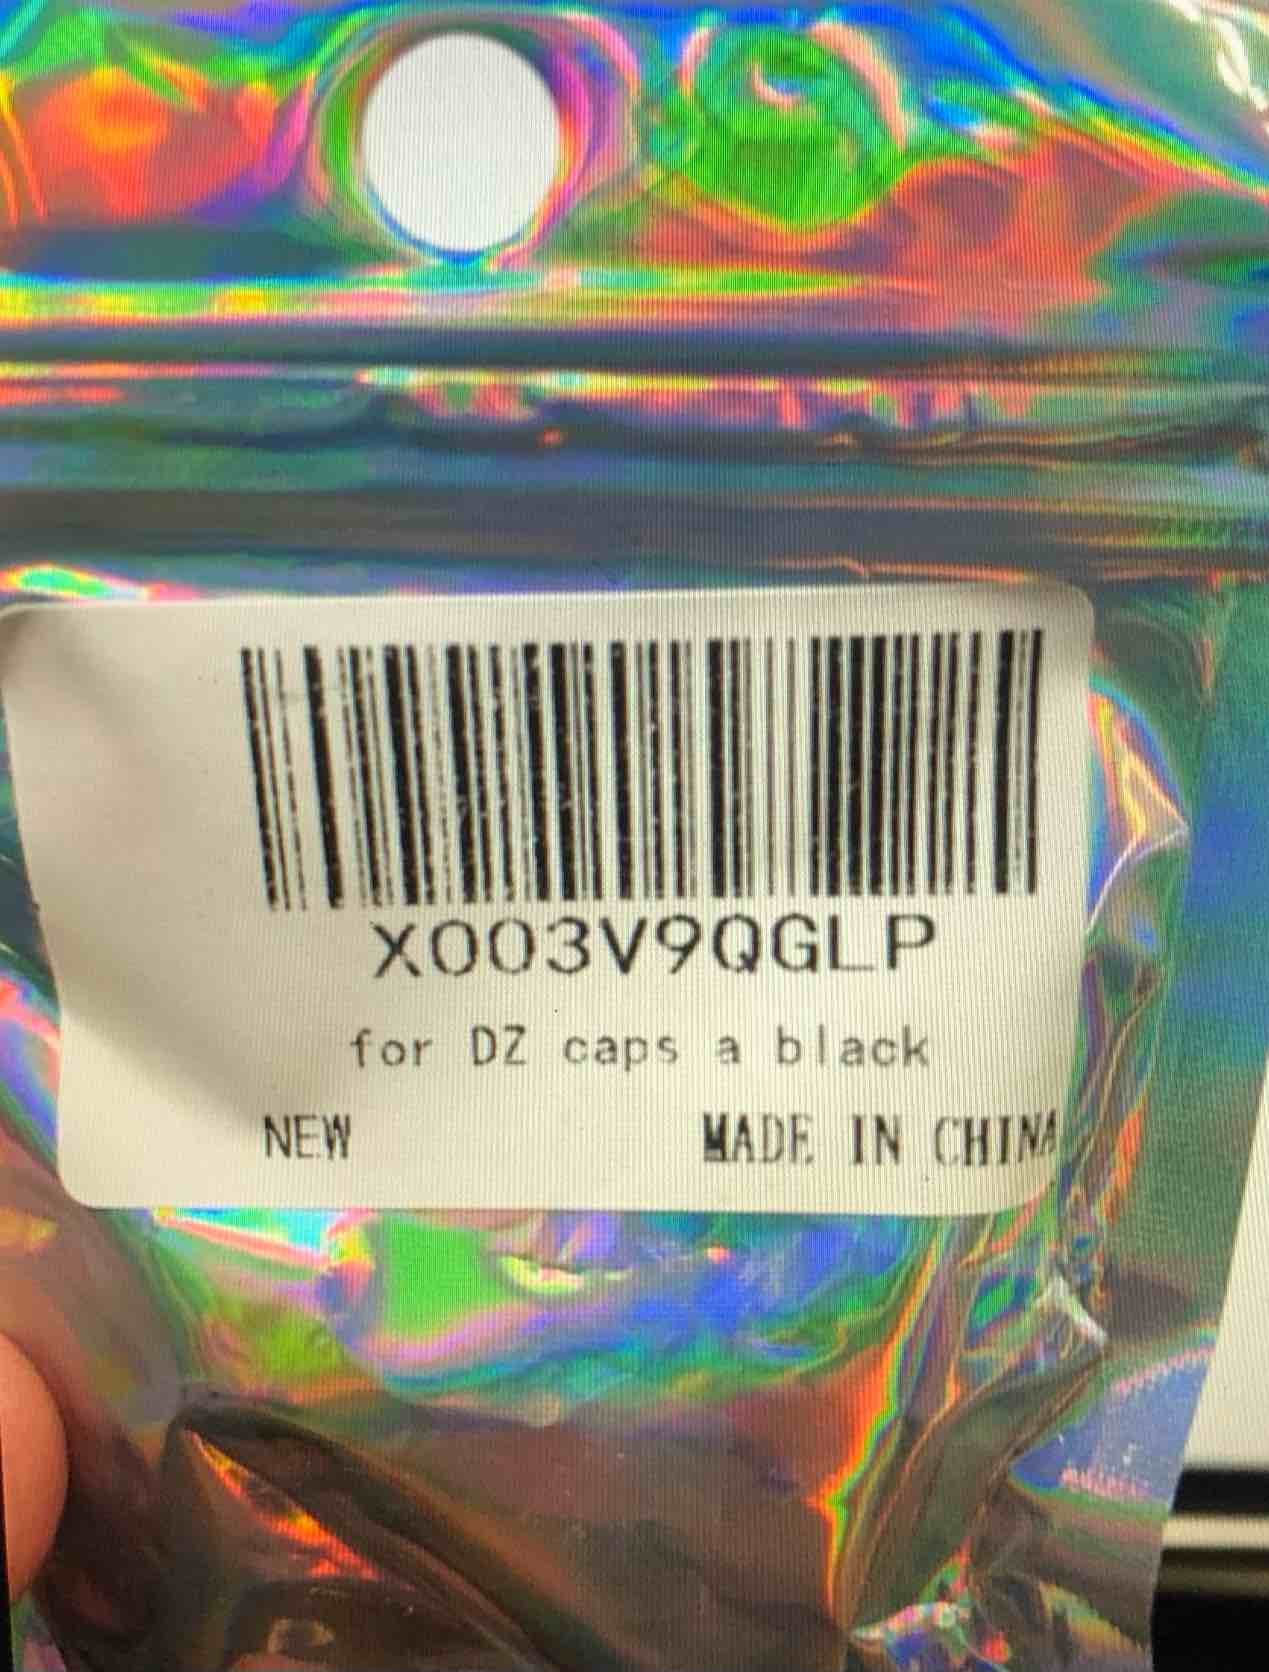 X003V9QGLP
for DZ caps a black
NEW MADE IN CHINA